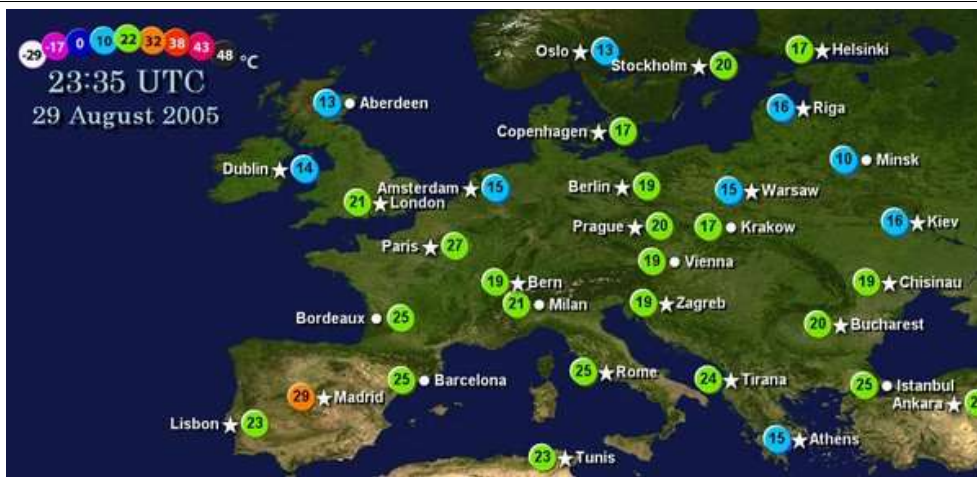 -29 -17 0 10 22 32 38 43 48 °C
23:35 UTC
29 August 2005
Oslo 13
Stockholm 20
17 Helsinki
13 Aberdeen
16 Riga
Copenhagen 17
Dublin 14
10 Minsk
Amsterdam 15
21 London
Berlin 19
15 Warsaw
Prague 20
17 Krakow
16 Kiev
Paris 27
19 Vienna
19 Bern
19 Chisinau
21 Milan
19 Zagreb
Bordeaux 25
20 Bucharest
25 Barcelona
25 Rome
24 Tirana
25 Istanbul
29 Madrid
Ankara
Lisbon 23
15 Athens
23 Tunis